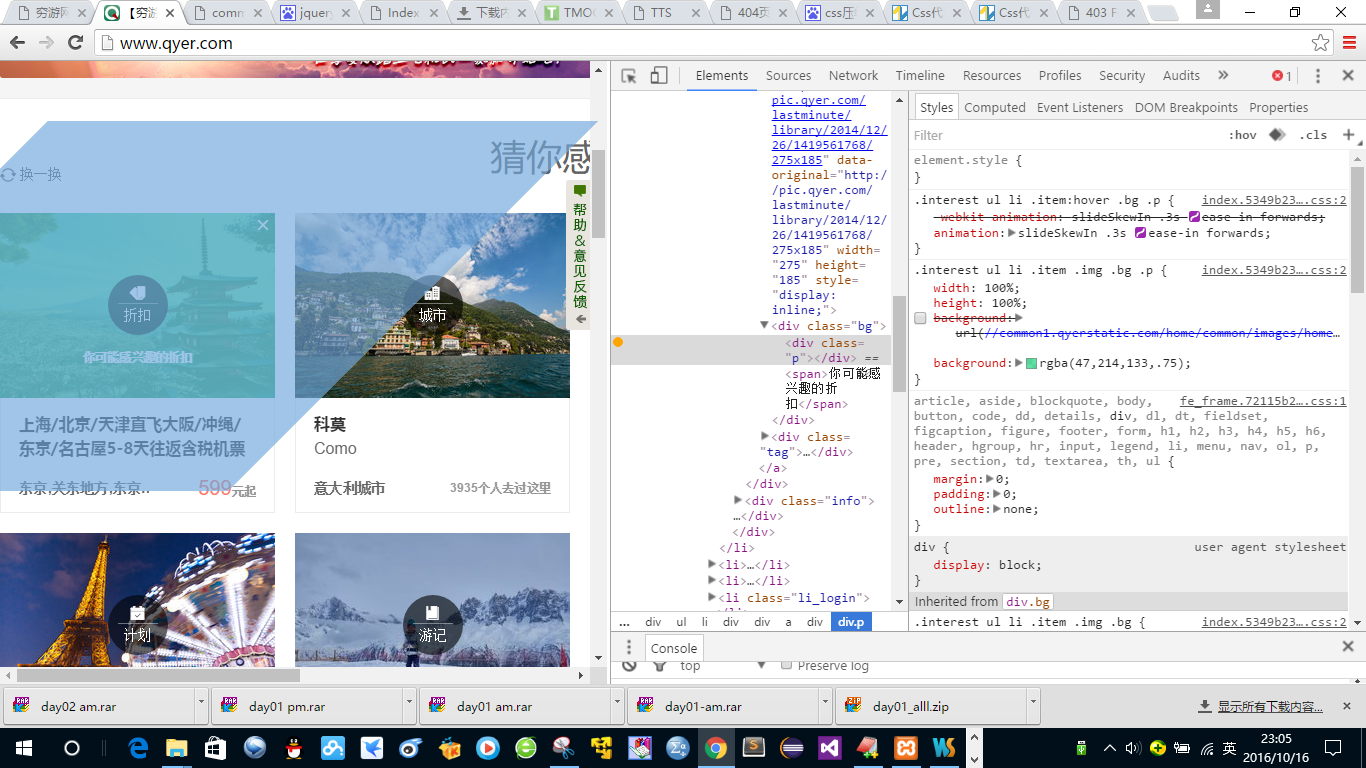 穷游网
【穷游
comm
jquery
Index
下载内
TMOO
TTS
404页
css压
Css代
Css代
403 F
www.qyer.com
猜你感
换一换
折扣
你可能感兴趣的折扣
城市
帮助&意见反馈
上海/北京/天津直飞大阪/冲绳/
东京/名古屋5-8天往返含税机票
东京,关东地方,东京..
599元起
科莫
Como
意大利城市
3935个人去过这里
计划
游记
Elements Sources Network Timeline Resources Profiles Security Audits » 1
pic.qyer.com/
lastminute/
library/2014/12/
26/1419561768/
275x185" data-
original="http:/
/pic.qyer.com/
lastminute/
library/2014/12/
26/1419561768/
275x185" width=
"275" height=
"185" style=
"display:
inline;">
<div class="bg">
<div class=
"p"></div> ==
<span>你可能感
兴趣的折
扣</span>
</div>
<div class=
"tag">…</div>
</a>
</div>
<div class="info">
…</div>
</div>
</li>
<li>…</li>
<li>…</li>
<li class="li_login">
... div ul li div div a div div.p
Styles Computed Event Listeners DOM Breakpoints Properties
Filter :hov .cls +
element.style {
}
.interest ul li .item:hover .bg .p { index.5349b23….css:2
-webkit-animation: slideSkewIn .3s ease-in forwards;
animation: slideSkewIn .3s ease-in forwards;
}
.interest ul li .item .img .bg .p { index.5349b23….css:2
width: 100%;
height: 100%;
background:
url(//common1.qyerstatic.com/home/common/images/home…
background: rgba(47,214,133,.75);
}
article, aside, blockquote, body, fe_frame.72115b2….css:1
button, code, dd, details, div, dl, dt, fieldset,
figcaption, figure, footer, form, h1, h2, h3, h4, h5, h6,
header, hgroup, hr, input, legend, li, menu, nav, ol, p,
pre, section, td, textarea, th, ul {
margin: 0;
padding: 0;
outline: none;
}
div { user agent stylesheet
display: block;
}
Inherited from div.bg
.interest ul li .item .img .bg { index.5349b23….css:2
Console
top Preserve log
day02 am.rar
day01 pm.rar
day01 am.rar
day01-am.rar
day01_alll.zip
显示所有下载内容...
英
23:05
2016/10/16